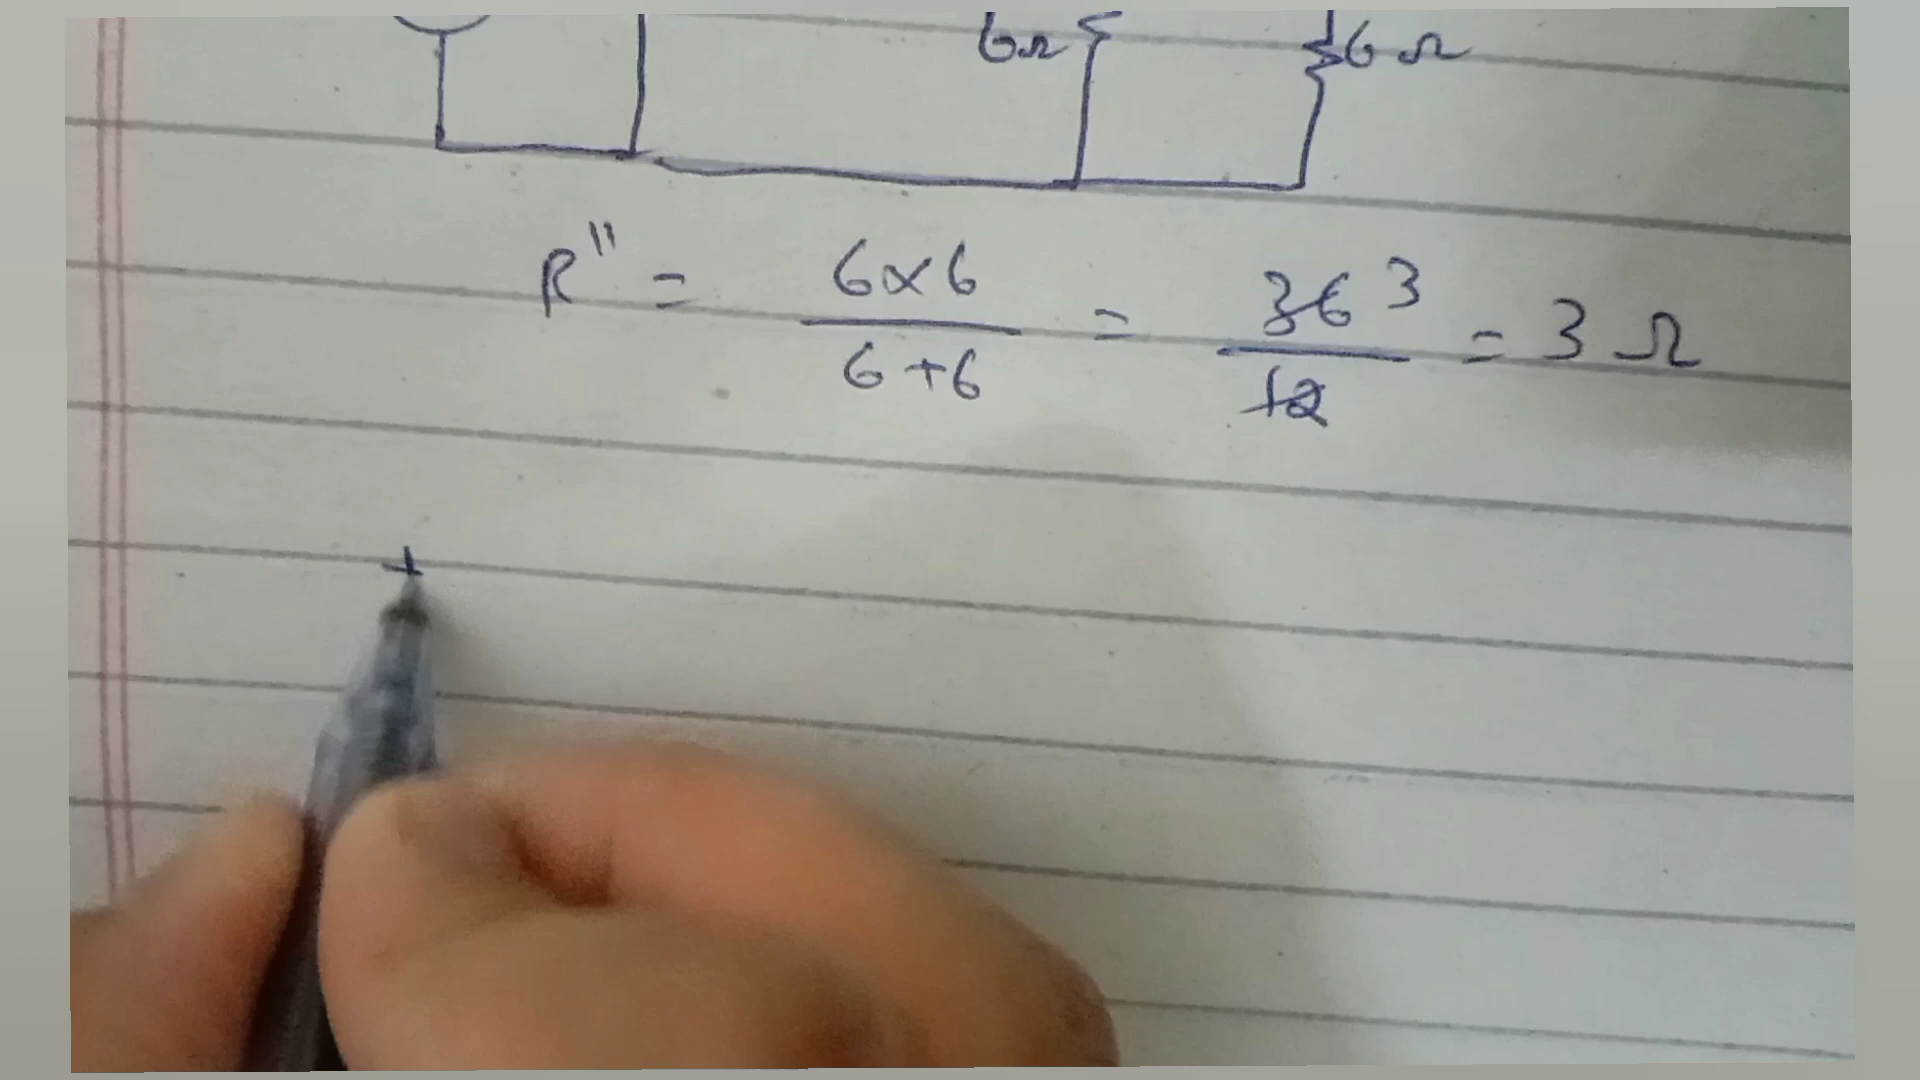 6Ω 6Ω
R'' = 6×6 / 6+6 = 36 3 / 12 = 3 Ω